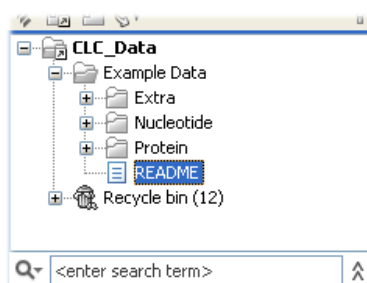 CLC_Data
Example Data
Extra
Nucleotide
Protein
README
Recycle bin (12)
<enter search term>